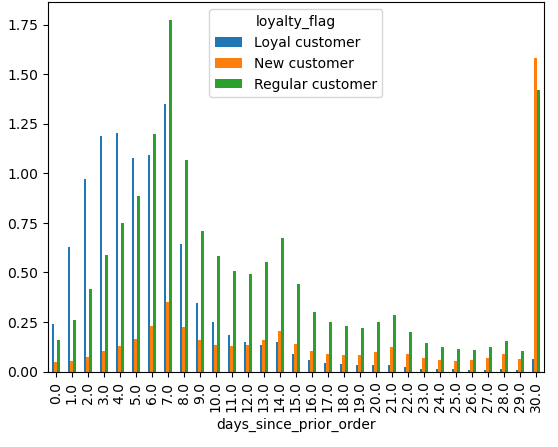 loyalty_flag
Loyal customer
New customer
Regular customer
1.75
1.50
1.25
1.00
0.75
0.50
0.25
0.00
0.0 1.0 2.0 3.0 4.0 5.0 6.0 7.0 8.0 9.0 10.0 11.0 12.0 13.0 14.0 15.0 16.0 17.0 18.0 19.0 20.0 21.0 22.0 23.0 24.0 25.0 26.0 27.0 28.0 29.0 30.0
days_since_prior_order